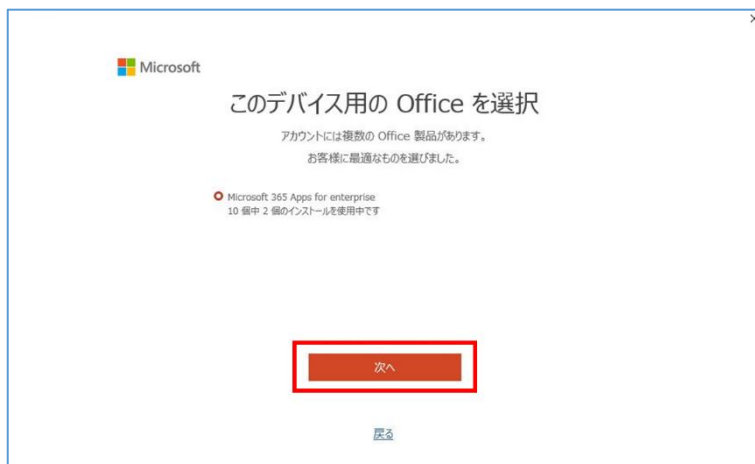 Microsoft
このデバイス用の Office を選択
アカウントには複数の Office 製品があります。
お客様に最適なものを選びました。
Microsoft 365 Apps for enterprise
10 個中 2 個のインストールを使用中です
次へ
戻る